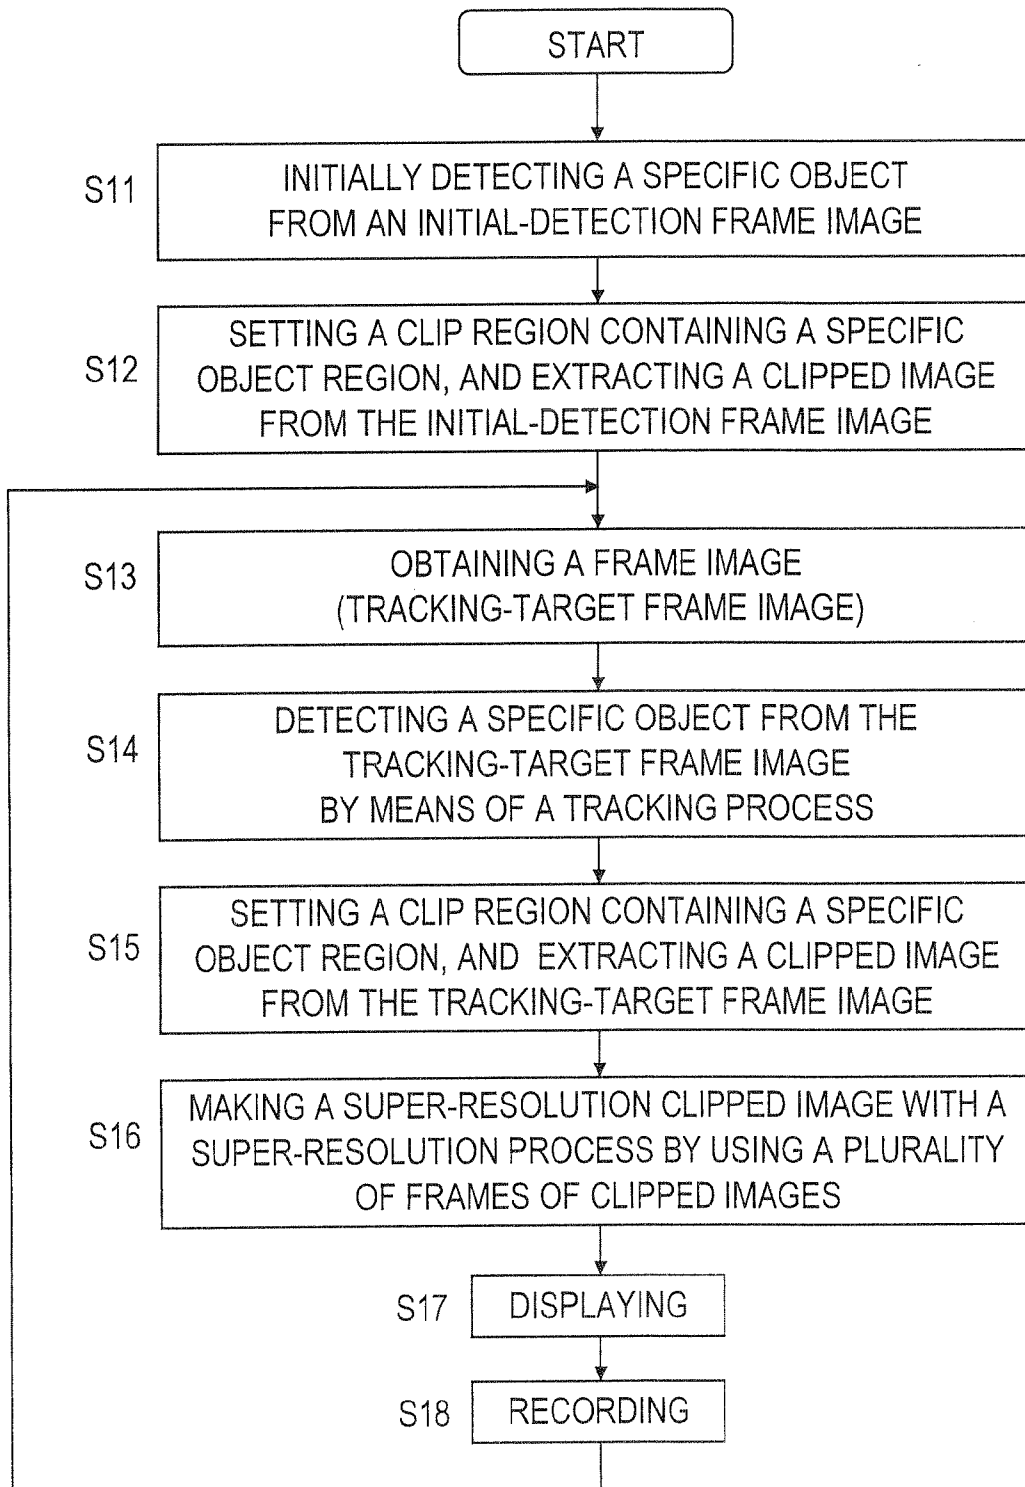 START
S11
INITIALLY DETECTING A SPECIFIC OBJECT
FROM AN INITIAL-DETECTION FRAME IMAGE
S12
SETTING A CLIP REGION CONTAINING A SPECIFIC
OBJECT REGION, AND EXTRACTING A CLIPPED IMAGE
FROM THE INITIAL-DETECTION FRAME IMAGE
S13
OBTAINING A FRAME IMAGE
(TRACKING-TARGET FRAME IMAGE)
S14
DETECTING A SPECIFIC OBJECT FROM THE
TRACKING-TARGET FRAME IMAGE
BY MEANS OF A TRACKING PROCESS
S15
SETTING A CLIP REGION CONTAINING A SPECIFIC
OBJECT REGION, AND EXTRACTING A CLIPPED IMAGE
FROM THE TRACKING-TARGET FRAME IMAGE
S16
MAKING A SUPER-RESOLUTION CLIPPED IMAGE WITH A
SUPER-RESOLUTION PROCESS BY USING A PLURALITY
OF FRAMES OF CLIPPED IMAGES
S17
DISPLAYING
S18
RECORDING